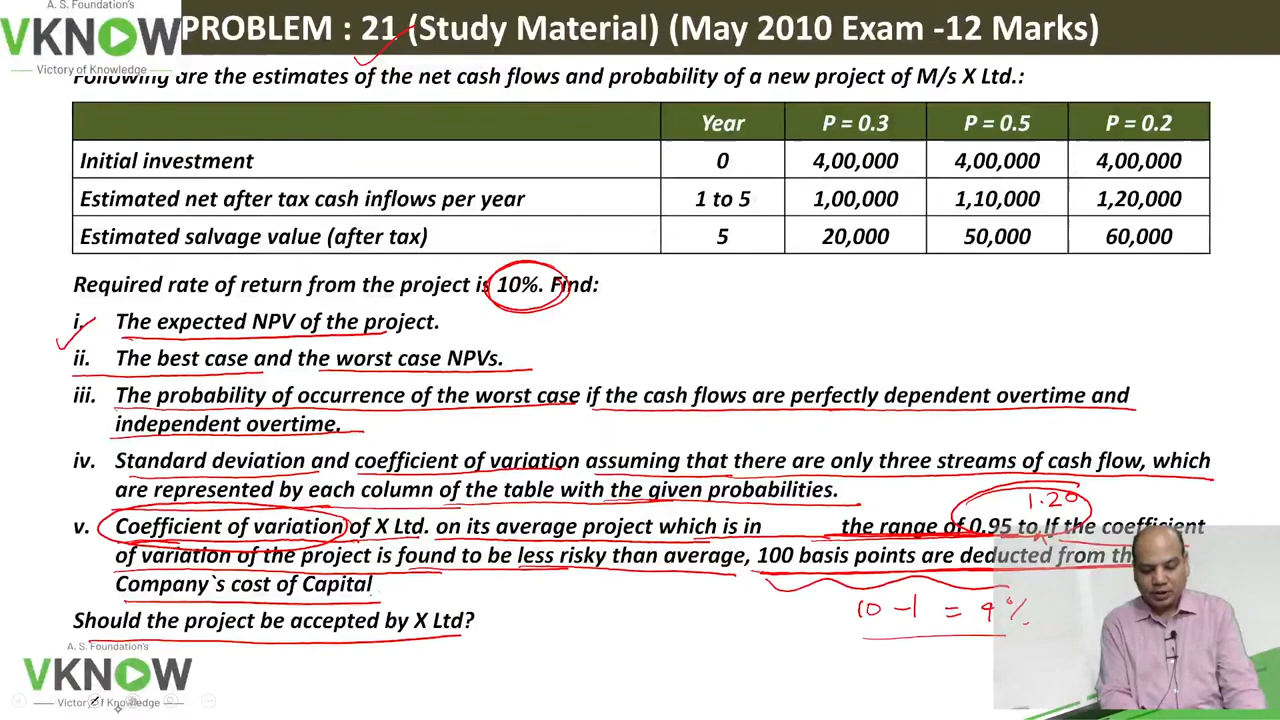 A. S. Foundation's
VKNOW
Victory of Knowledge
PROBLEM : 21 (Study Material) (May 2010 Exam -12 Marks)
Following are the estimates of the net cash flows and probability of a new project of M/s X Ltd.:
Year P = 0.3 P = 0.5 P = 0.2
Initial investment 0 4,00,000 4,00,000 4,00,000
Estimated net after tax cash inflows per year 1 to 5 1,00,000 1,10,000 1,20,000
Estimated salvage value (after tax) 5 20,000 50,000 60,000
Required rate of return from the project is 10%. Find:
i. The expected NPV of the project.
ii. The best case and the worst case NPVs.
iii. The probability of occurrence of the worst case if the cash flows are perfectly dependent overtime and
independent overtime.
iv. Standard deviation and coefficient of variation assuming that there are only three streams of cash flow, which
are represented by each column of the table with the given probabilities.
1.20
v. Coefficient of variation of X Ltd. on its average project which is in the range of 0.95 to If the coefficient
of variation of the project is found to be less risky than average, 100 basis points are deducted from
Company`s cost of Capital
10 - 1 = 9%.
Should the project be accepted by X Ltd?
A. S. Foundation's
VKNOW
Victory of Knowledge